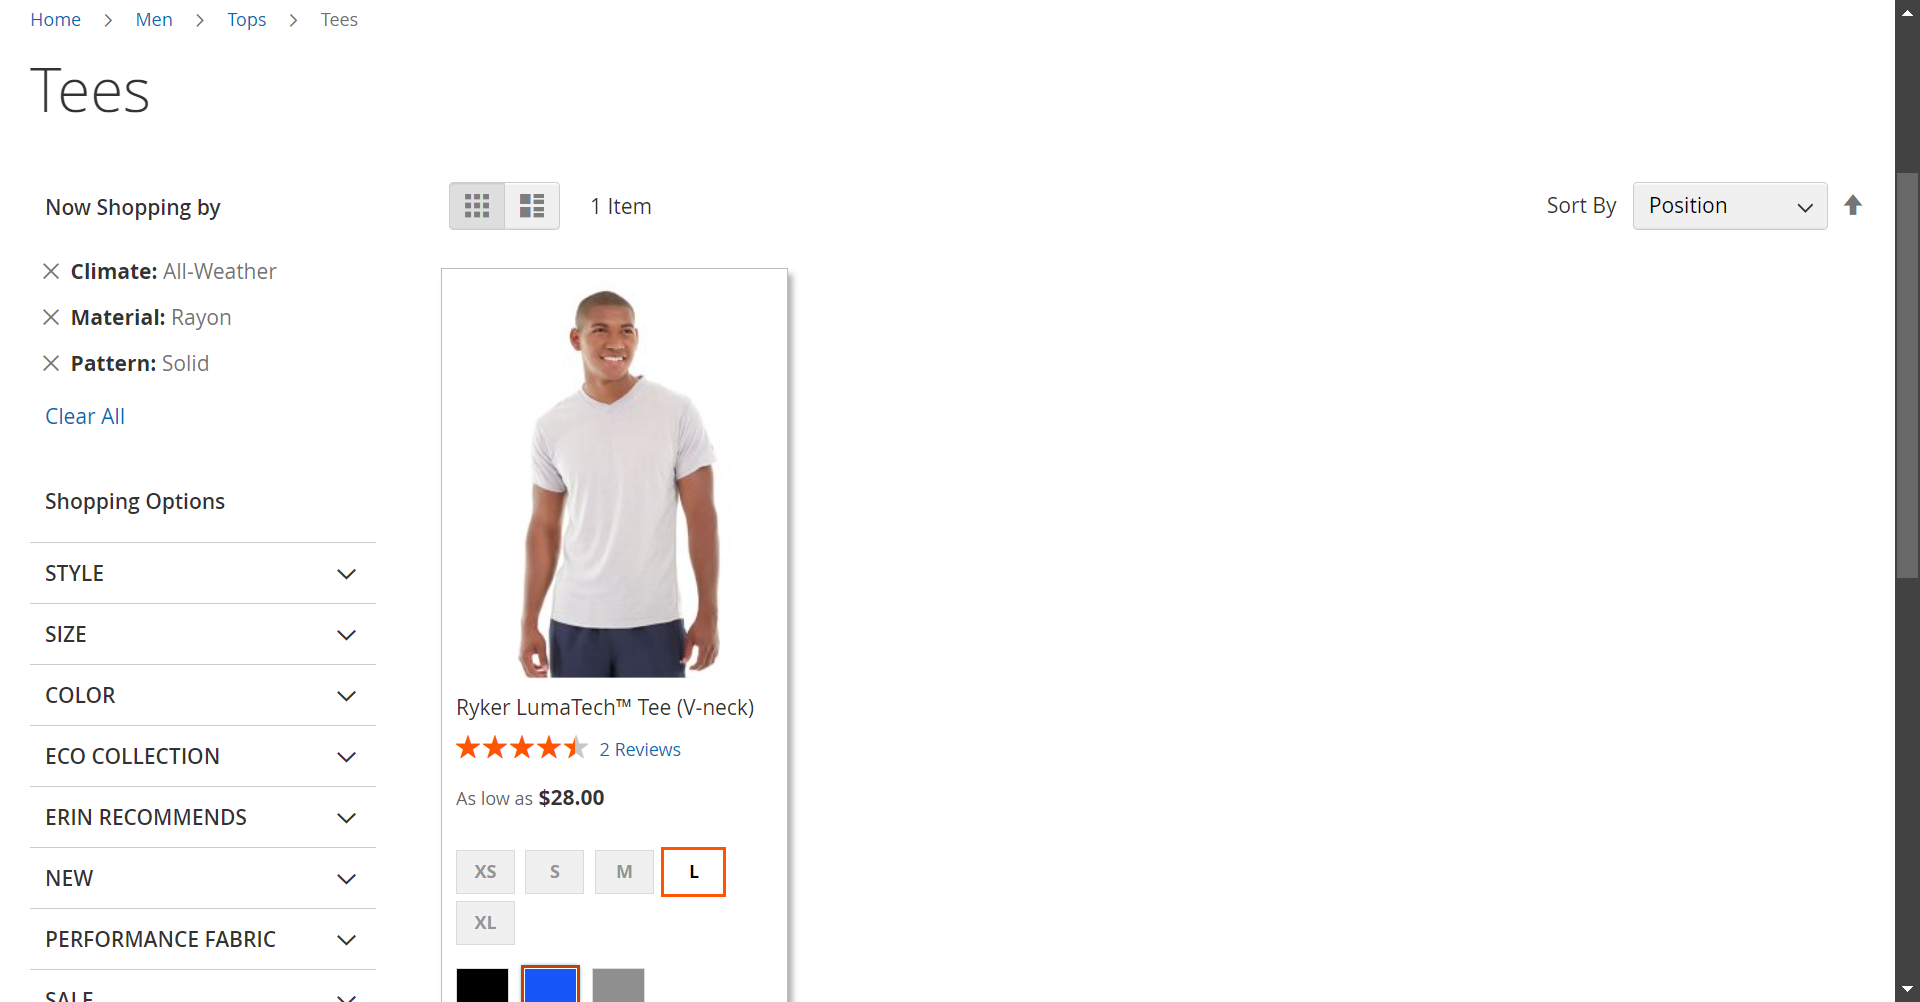 Home > Men > Tops > Tees
Tees
Now Shopping by
Climate: All-Weather
Material: Rayon
Pattern: Solid
Clear All
Shopping Options
STYLE
SIZE
COLOR
ECO COLLECTION
ERIN RECOMMENDS
NEW
PERFORMANCE FABRIC
SALE
1 Item
Sort By Position
Ryker LumaTech™ Tee (V-neck)
2 Reviews
As low as $28.00
XS S M L
XL